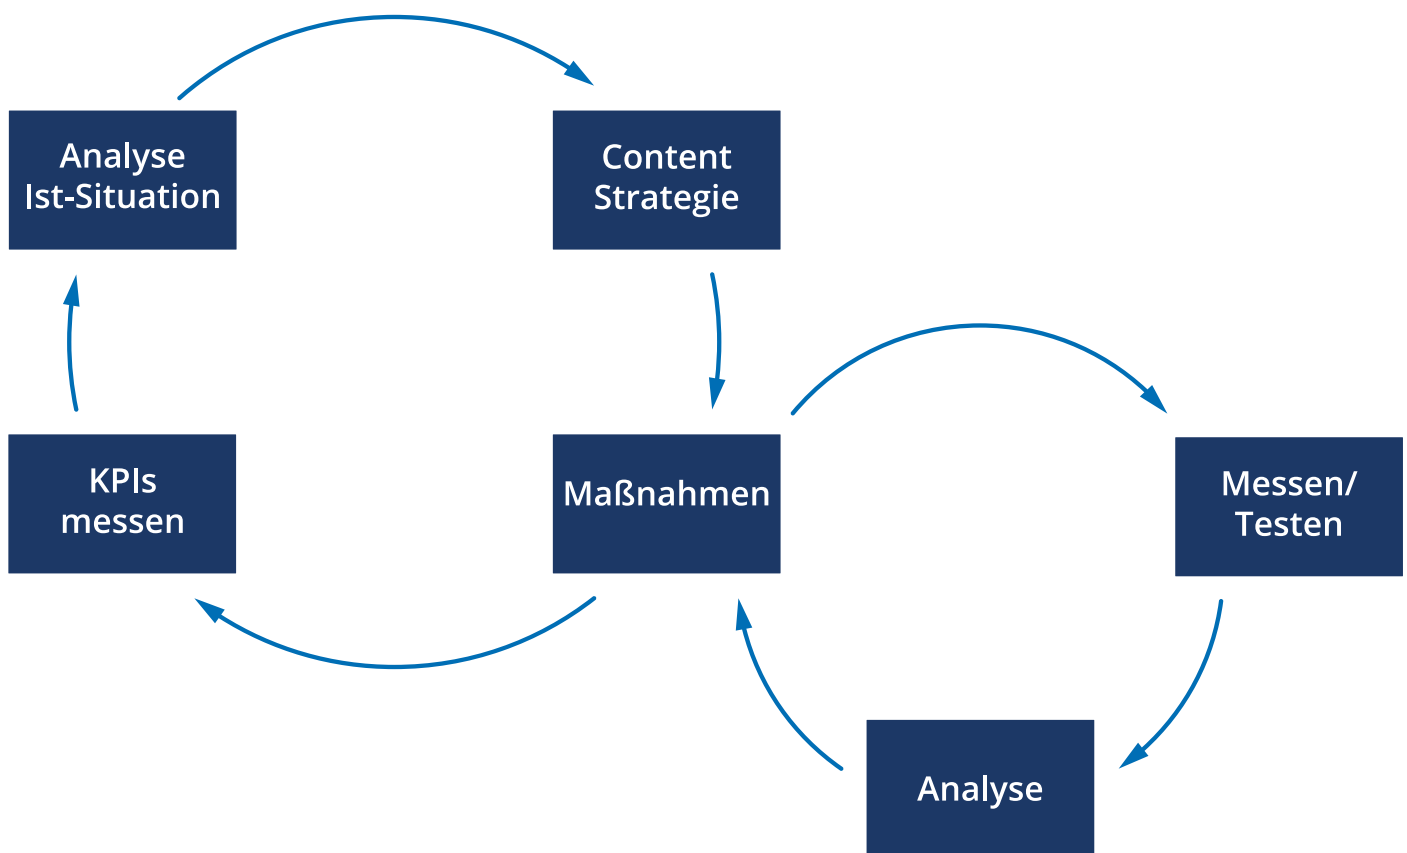 Analyse
Ist-Situation
Content
Strategie
KPIs
messen
Maßnahmen
Messen/
Testen
Analyse